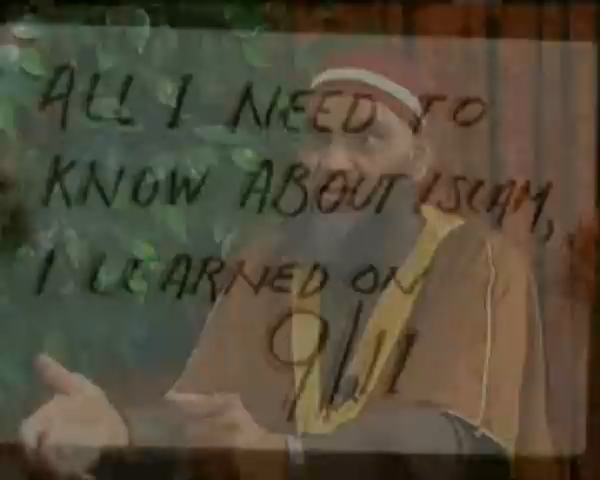 ALL I NEED TO
KNOW ABOUT ISLAM,
I LEARNED ON
9/11